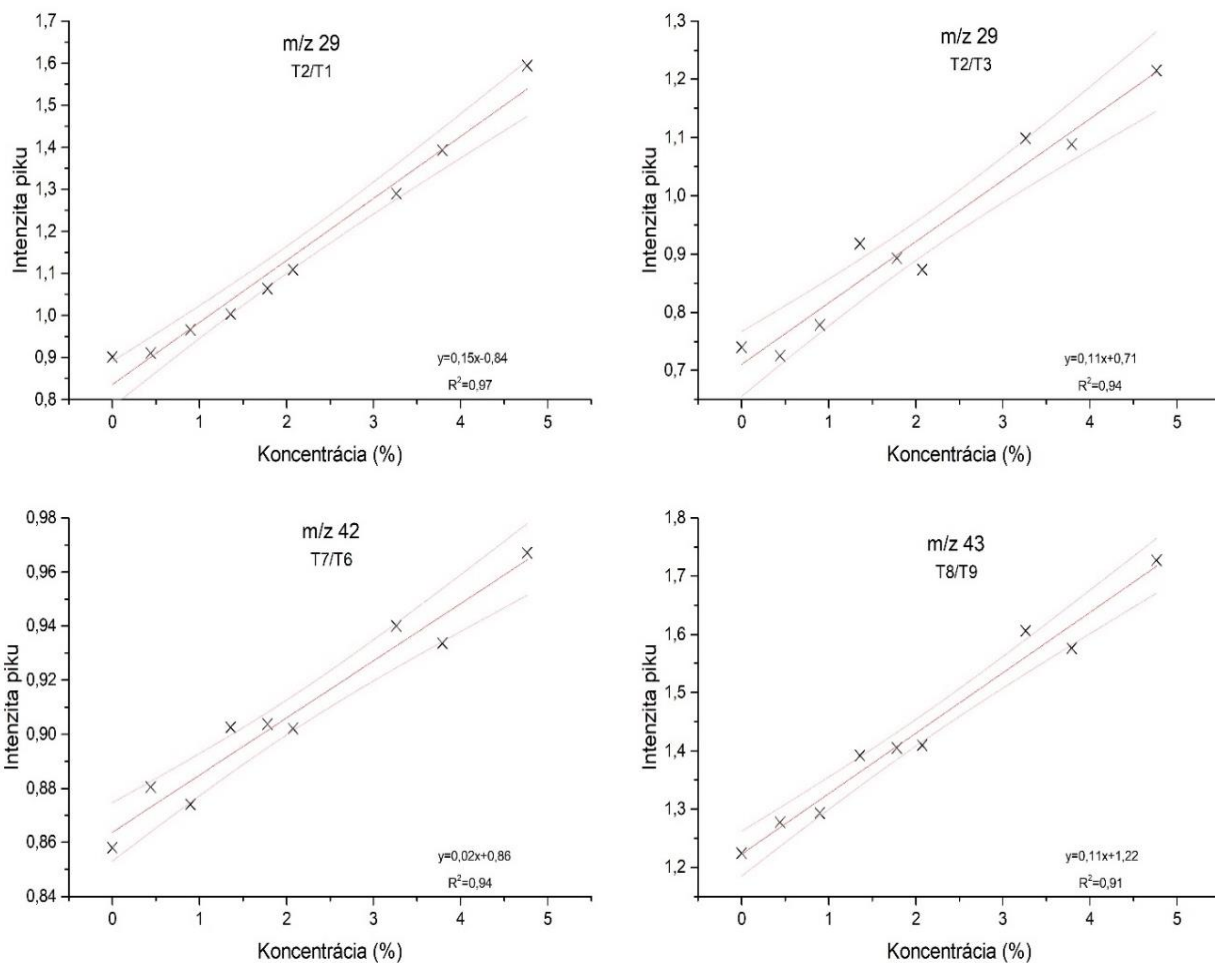 m/z 29
T2/T1
Intenzita piku
1,7
1,6
1,5
1,4
1,3
1,2
1,1
1,0
0,9
0,8
y=0,15x-0,84
R²=0,97
0 1 2 3 4 5
Koncentrácia (%)
m/z 29
T2/T3
Intenzita piku
1,3
1,2
1,1
1,0
0,9
0,8
0,7
y=0,11x+0,71
R²=0,94
0 1 2 3 4 5
Koncentrácia (%)
m/z 42
T7/T6
Intenzita piku
0,98
0,96
0,94
0,92
0,90
0,88
0,86
0,84
y=0,02x+0,86
R²=0,94
0 1 2 3 4 5
Koncentrácia (%)
m/z 43
T8/T9
Intenzita piku
1,8
1,7
1,6
1,5
1,4
1,3
1,2
y=0,11x+1,22
R²=0,91
0 1 2 3 4 5
Koncentrácia (%)